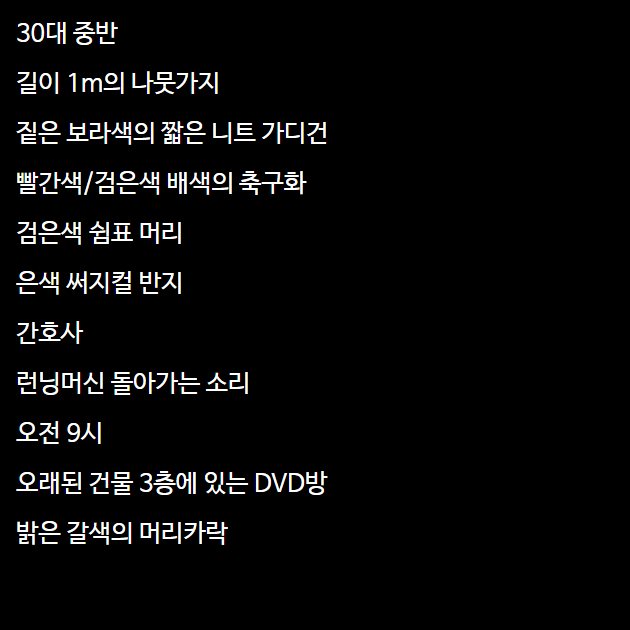 30대 중반
길이 1m의 나뭇가지
짙은 보라색의 짧은 니트 가디건
빨간색/검은색 배색의 축구화
검은색 쉼표 머리
은색 써지컬 반지
간호사
런닝머신 돌아가는 소리
오전 9시
오래된 건물 3층에 있는 DVD방
밝은 갈색의 머리카락